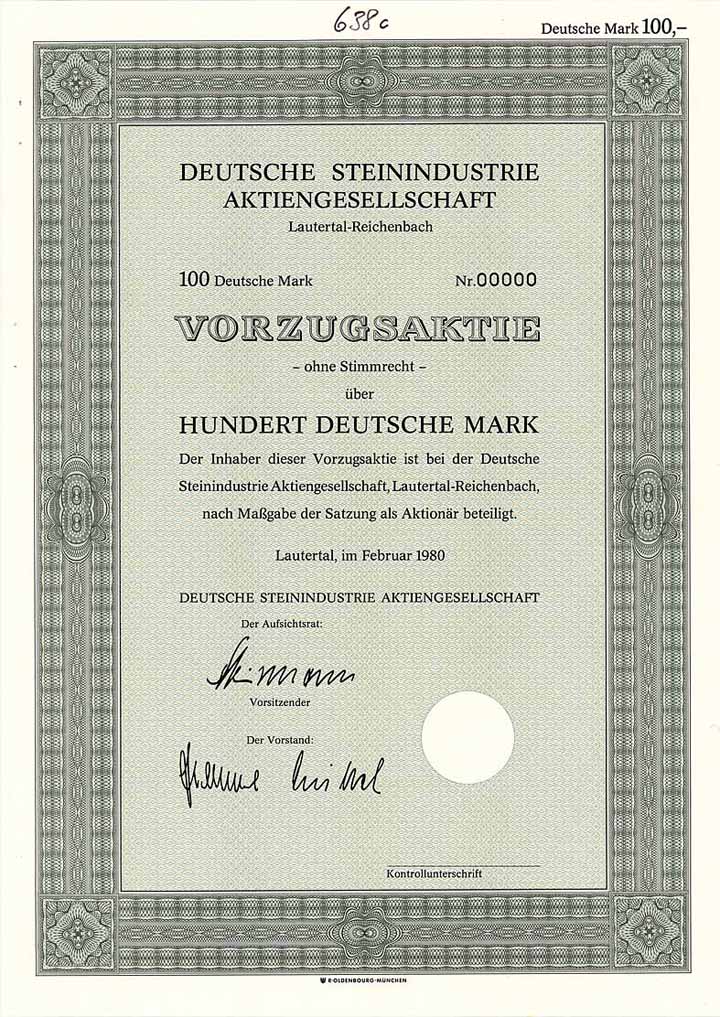 638c
Deutsche Mark 100,–
DEUTSCHE STEININDUSTRIE
AKTIENGESELLSCHAFT
Lautertal-Reichenbach
100 Deutsche Mark Nr.00000
VORZUGSAKTIE
– ohne Stimmrecht –
über
HUNDERT DEUTSCHE MARK
Der Inhaber dieser Vorzugsaktie ist bei der Deutsche
Steinindustrie Aktiengesellschaft, Lautertal-Reichenbach,
nach Maßgabe der Satzung als Aktionär beteiligt.
Lautertal, im Februar 1980
DEUTSCHE STEININDUSTRIE AKTIENGESELLSCHAFT
Der Aufsichtsrat:
Vorsitzender
Der Vorstand:
Kontrollunterschrift
R·OLDENBOURG·MÜNCHEN